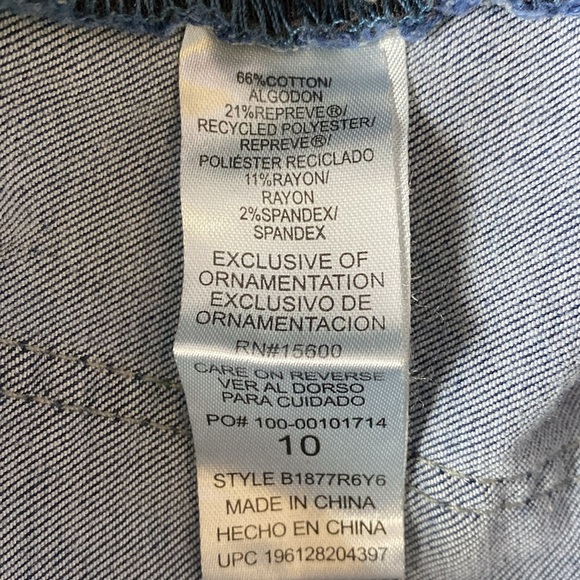 66%COTTON/
ALGODON
21%REPREVE®/
RECYCLED POLYESTER/
REPREVE®/
POLIÉSTER RECICLADO
11%RAYON/
RAYON
2%SPANDEX/
SPANDEX
EXCLUSIVE OF
ORNAMENTATION
EXCLUSIVO DE
ORNAMENTACION
RN#15600
CARE ON REVERSE
VER AL DORSO
PARA CUIDADO
PO# 100-00101714
10
STYLE B1877R6Y6
MADE IN CHINA
HECHO EN CHINA
UPC 196128204397